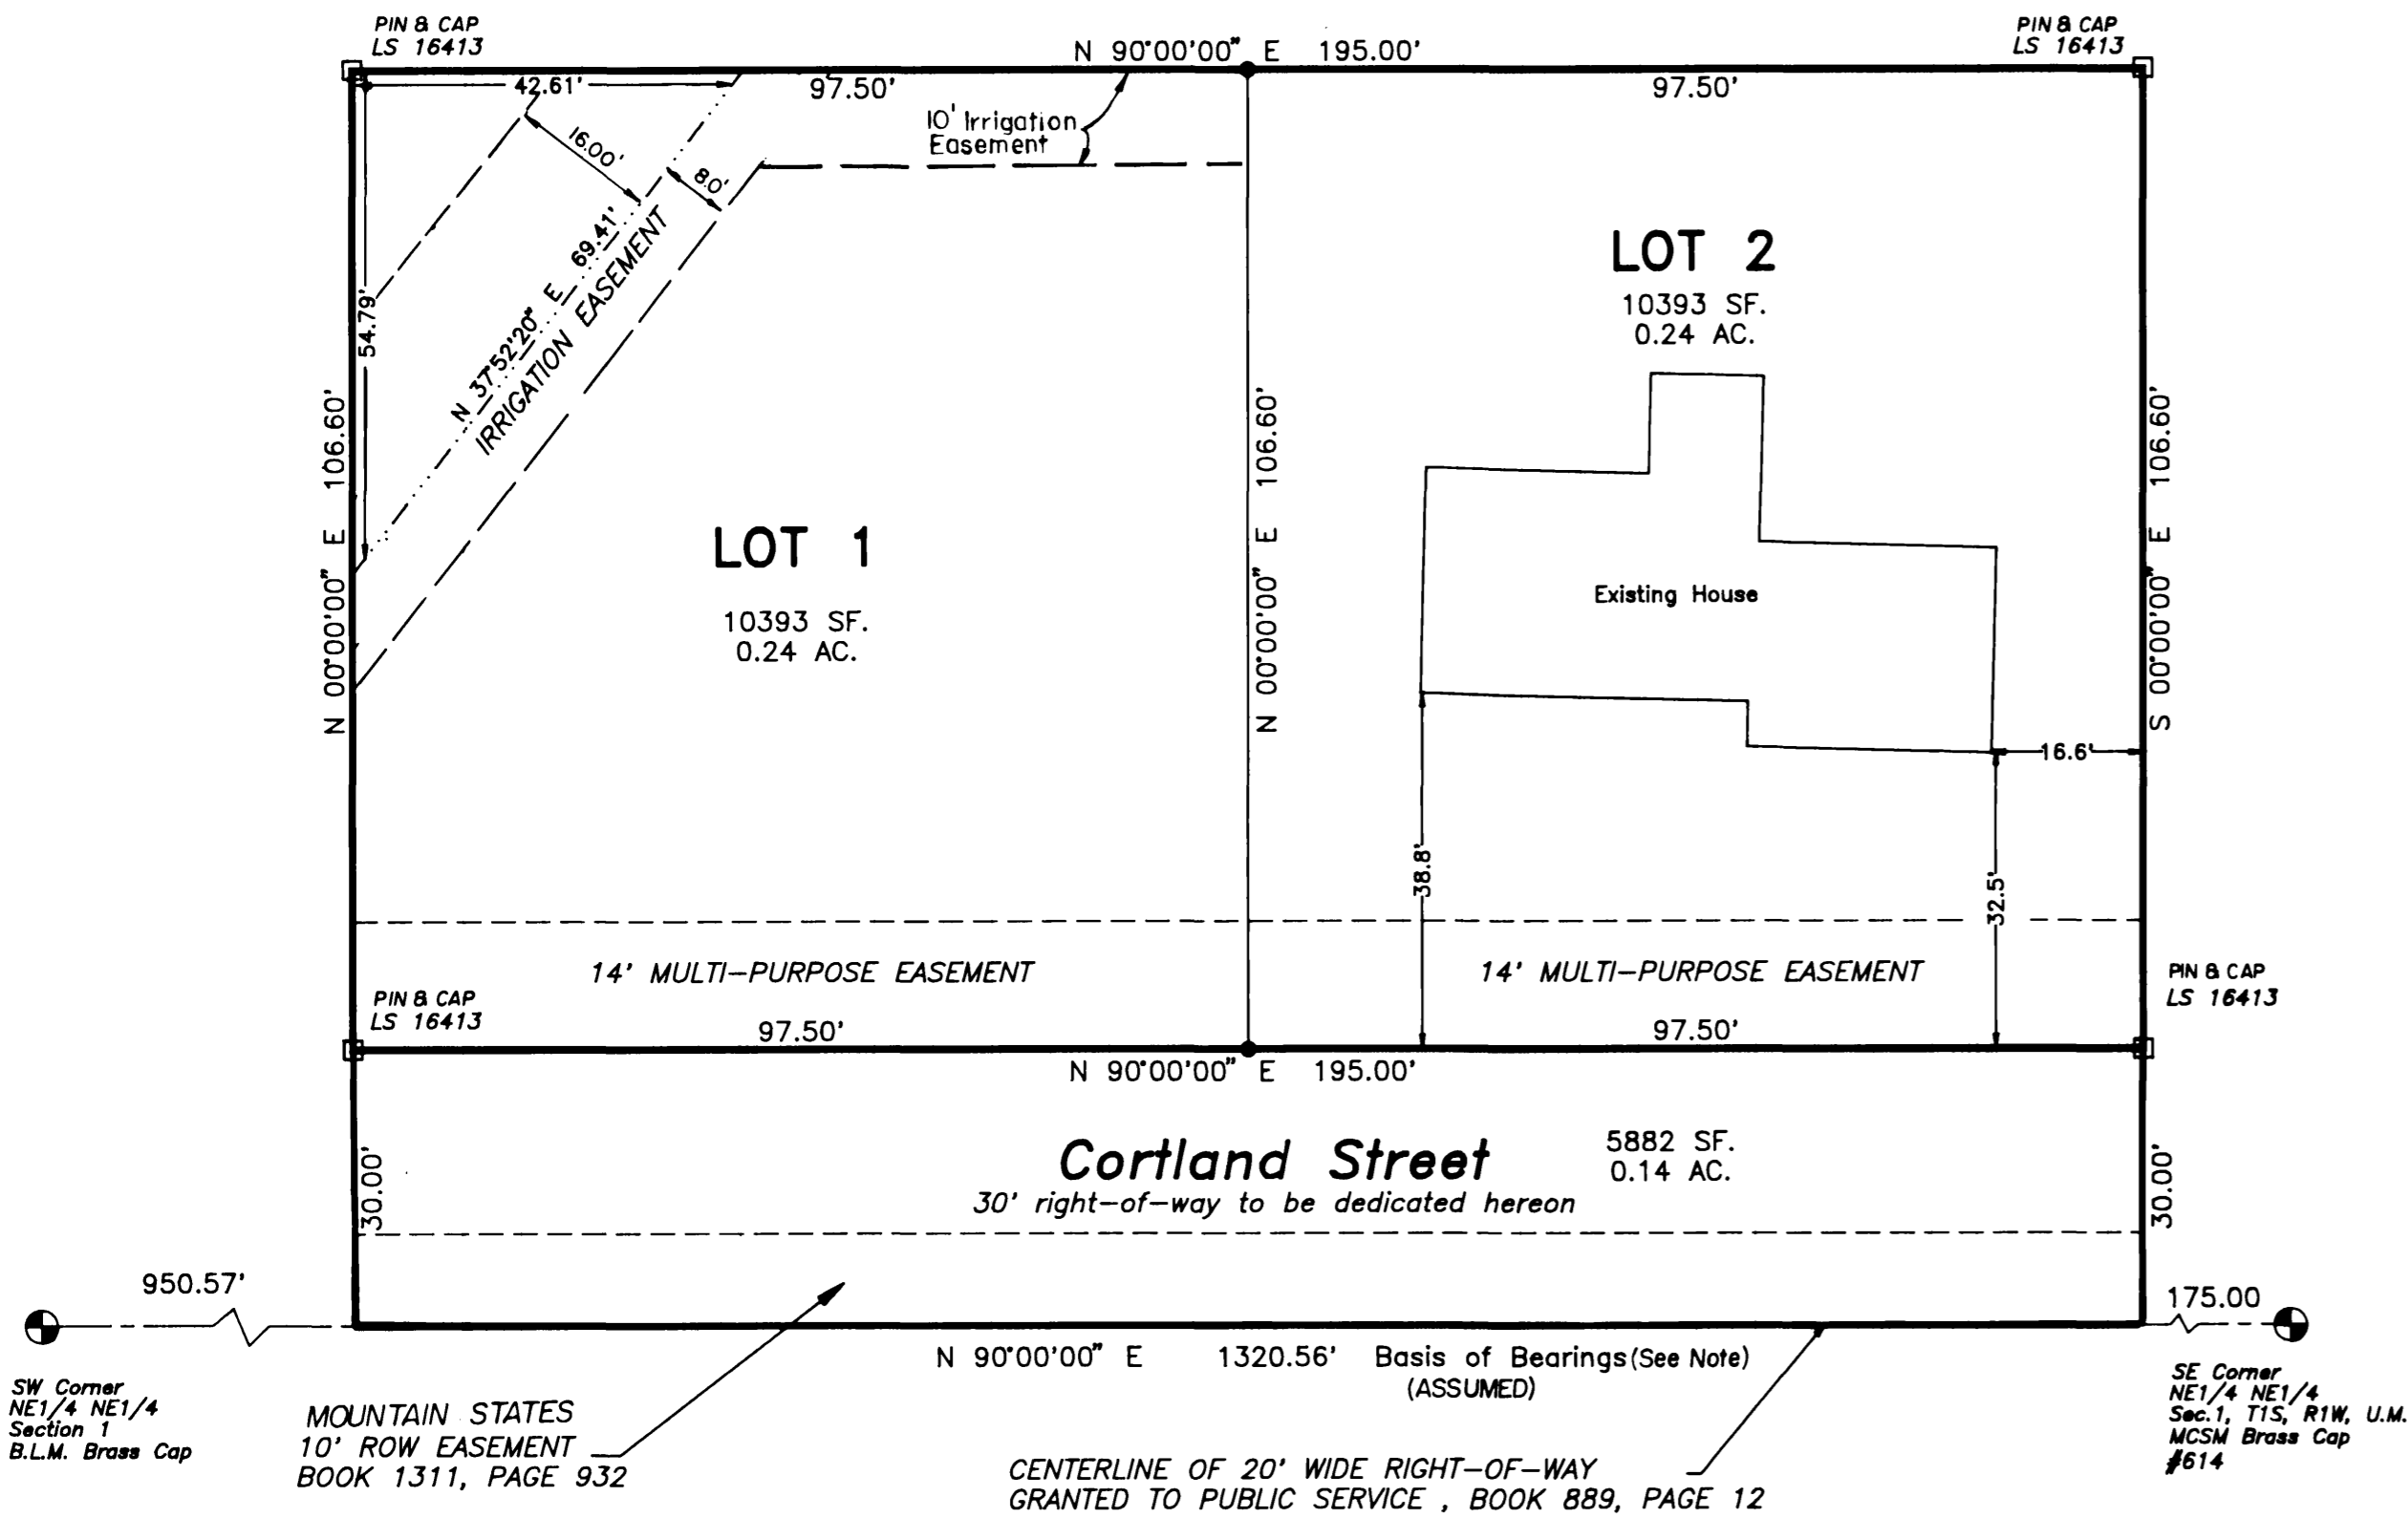 PIN & CAP
LS 16413
N 90°00'00" E 195.00'
PIN & CAP
LS 16413
42.61'
97.50'
97.50'
10' Irrigation
Easement
16.00'
8.0'
54.79'
N 37°52'20" E 69.41'
IRRIGATION EASEMENT
LOT 2
10393 SF.
0.24 AC.
N 00°00'00" E 106.60'
N 00°00'00" E 106.60'
S 00°00'00" E 106.60'
LOT 1
10393 SF.
0.24 AC.
Existing House
16.6'
38.8'
32.5'
14' MULTI-PURPOSE EASEMENT
14' MULTI-PURPOSE EASEMENT
PIN & CAP
LS 16413
PIN & CAP
LS 16413
97.50'
97.50'
N 90°00'00" E 195.00'
Cortland Street
30' right-of-way to be dedicated hereon
5882 SF.
0.14 AC.
30.00'
30.00'
950.57'
175.00
N 90°00'00" E 1320.56' Basis of Bearings(See Note)
(ASSUMED)
SW Corner
NE1/4 NE1/4
Section 1
B.L.M. Brass Cap
MOUNTAIN STATES
10' ROW EASEMENT
BOOK 1311, PAGE 932
CENTERLINE OF 20' WIDE RIGHT-OF-WAY
GRANTED TO PUBLIC SERVICE , BOOK 889, PAGE 12
SE Corner
NE1/4 NE1/4
Sec.1, T1S, R1W, U.M.
MCSM Brass Cap
#614